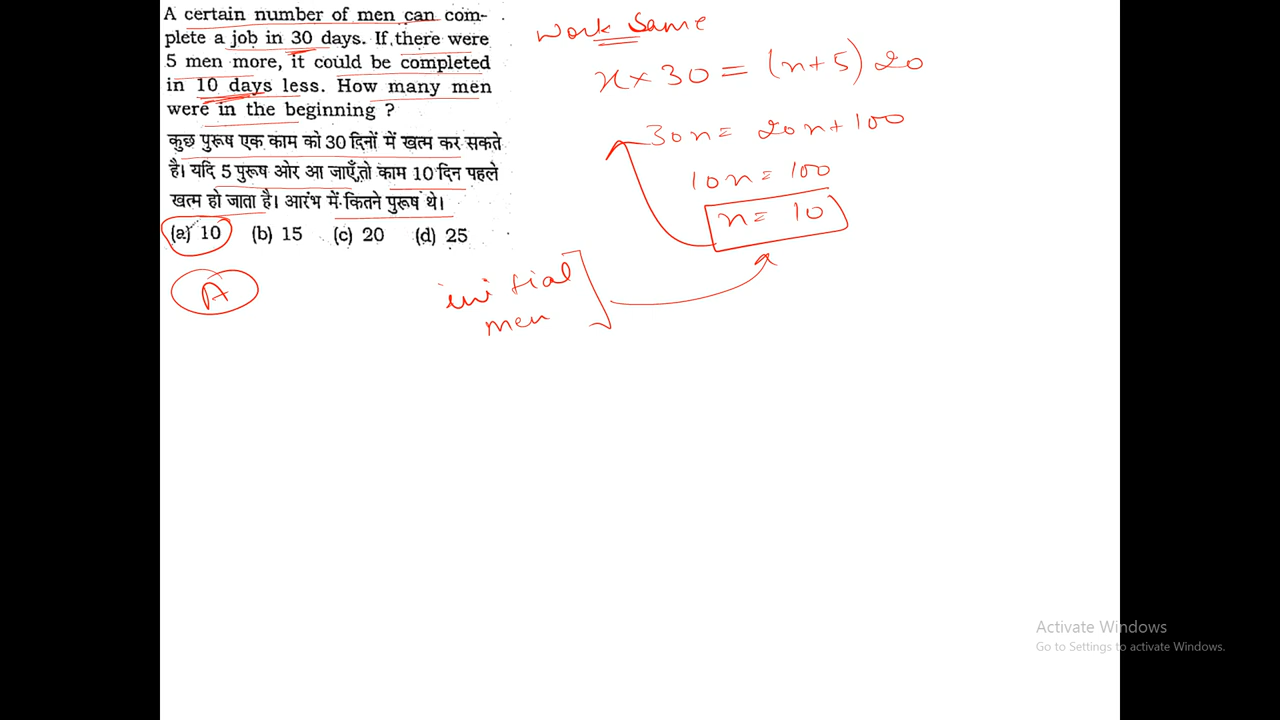 A certain number of men can com-
plete a job in 30 days. If there were
5 men more, it could be completed
in 10 days less. How many men
were in the beginning ?
कुछ पुरूष एक काम को 30 दिनों में खत्म कर सकते
है। यदि 5 पुरूष ओर आ जाएँ तो काम 10 दिन पहले
खत्म हो जाता है। आरंभ में कितने पुरूष थे।
(a) 10 (b) 15 (c) 20 (d) 25
A
work same
n × 30 = (n+5) 20
30n = 20n + 100
10n = 100
n = 10
initial
men
Activate Windows
Go to Settings to activate Windows.